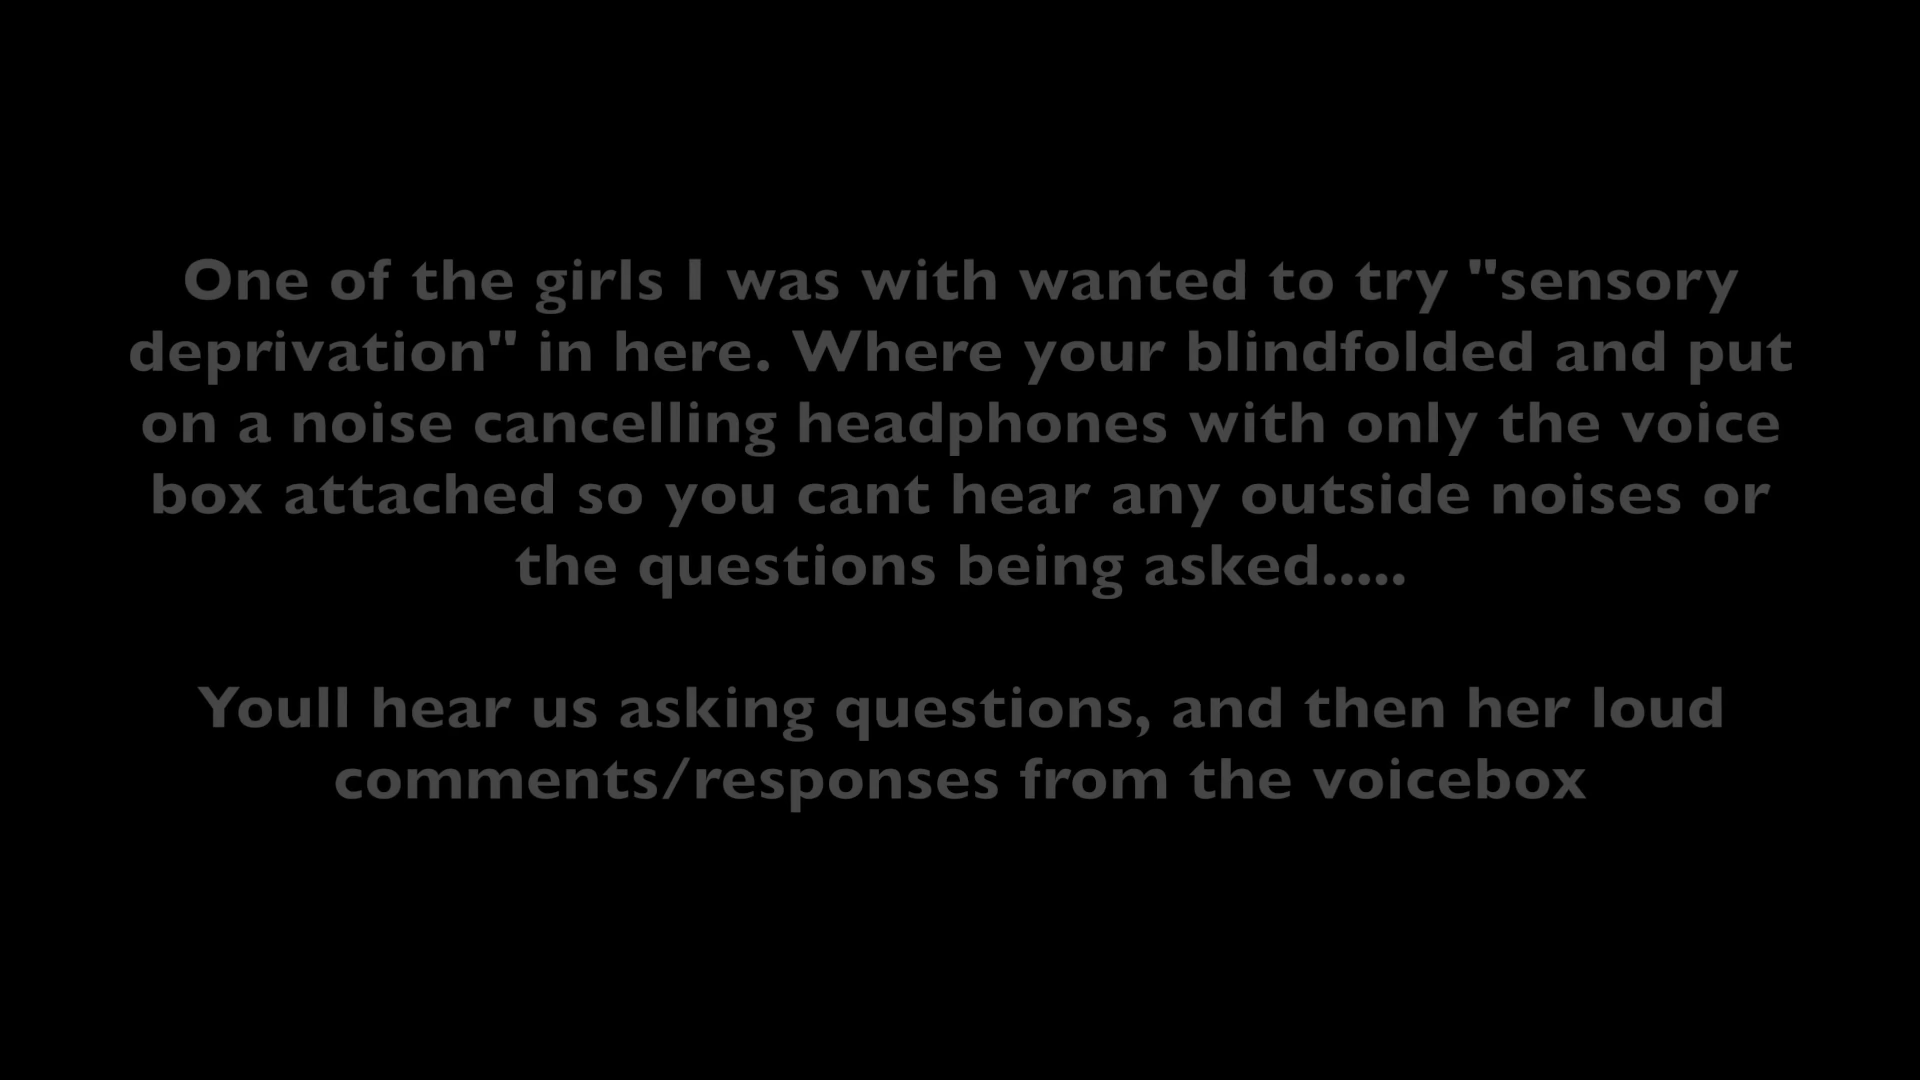 One of the girls I was with wanted to try "sensory
deprivation" in here. Where your blindfolded and put
on a noise cancelling headphones with only the voice
box attached so you cant hear any outside noises or
the questions being asked.....
Youll hear us asking questions, and then her loud
comments/responses from the voicebox